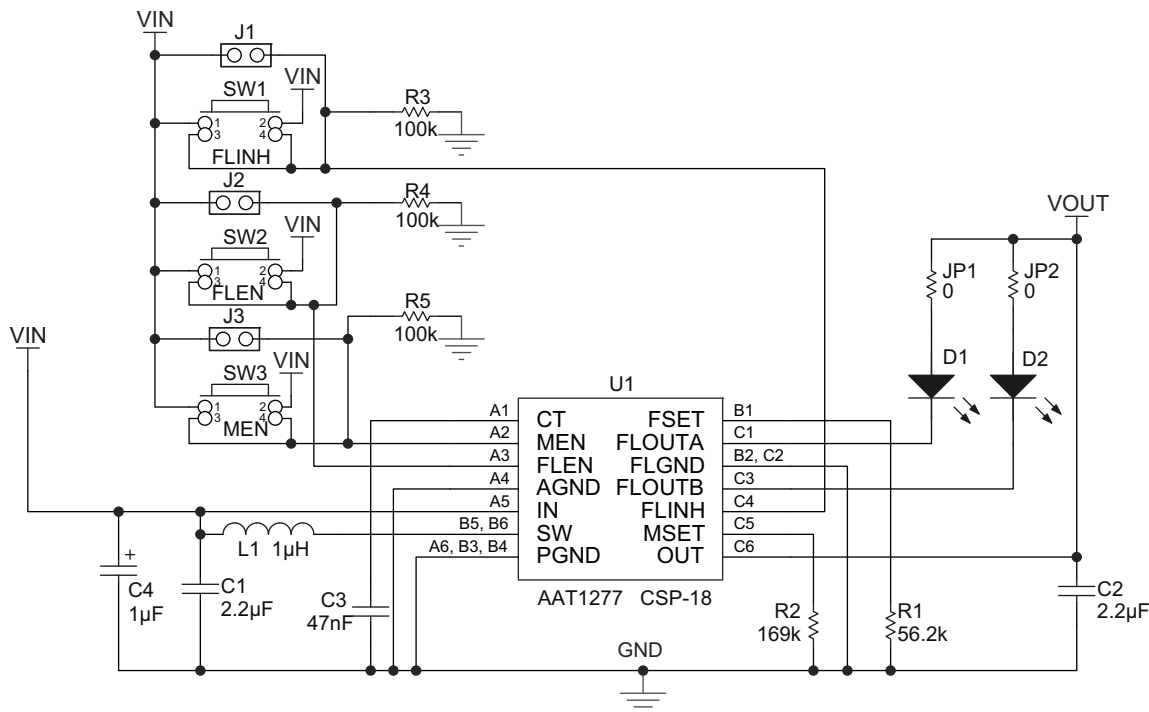 VIN
J1
SW1
VIN
1
2
3
4
FLINH
R3
100k
J2
R4
100k
SW2
VIN
1
2
3
4
FLEN
J3
R5
100k
SW3
VIN
1
2
3
4
MEN
VIN
VOUT
JP1
0
JP2
0
D1
D2
U1
A1
CT
FSET
B1
A2
MEN
FLOUTA
C1
A3
FLEN
FLGND
B2, C2
A4
AGND
FLOUTB
C3
A5
IN
FLINH
C4
B5, B6
SW
MSET
C5
A6, B3, B4
PGND
OUT
C6
AAT1277 CSP-18
L1 1µH
+
C4
1µF
C1
2.2µF
C3
47nF
R2
169k
R1
56.2k
C2
2.2µF
GND